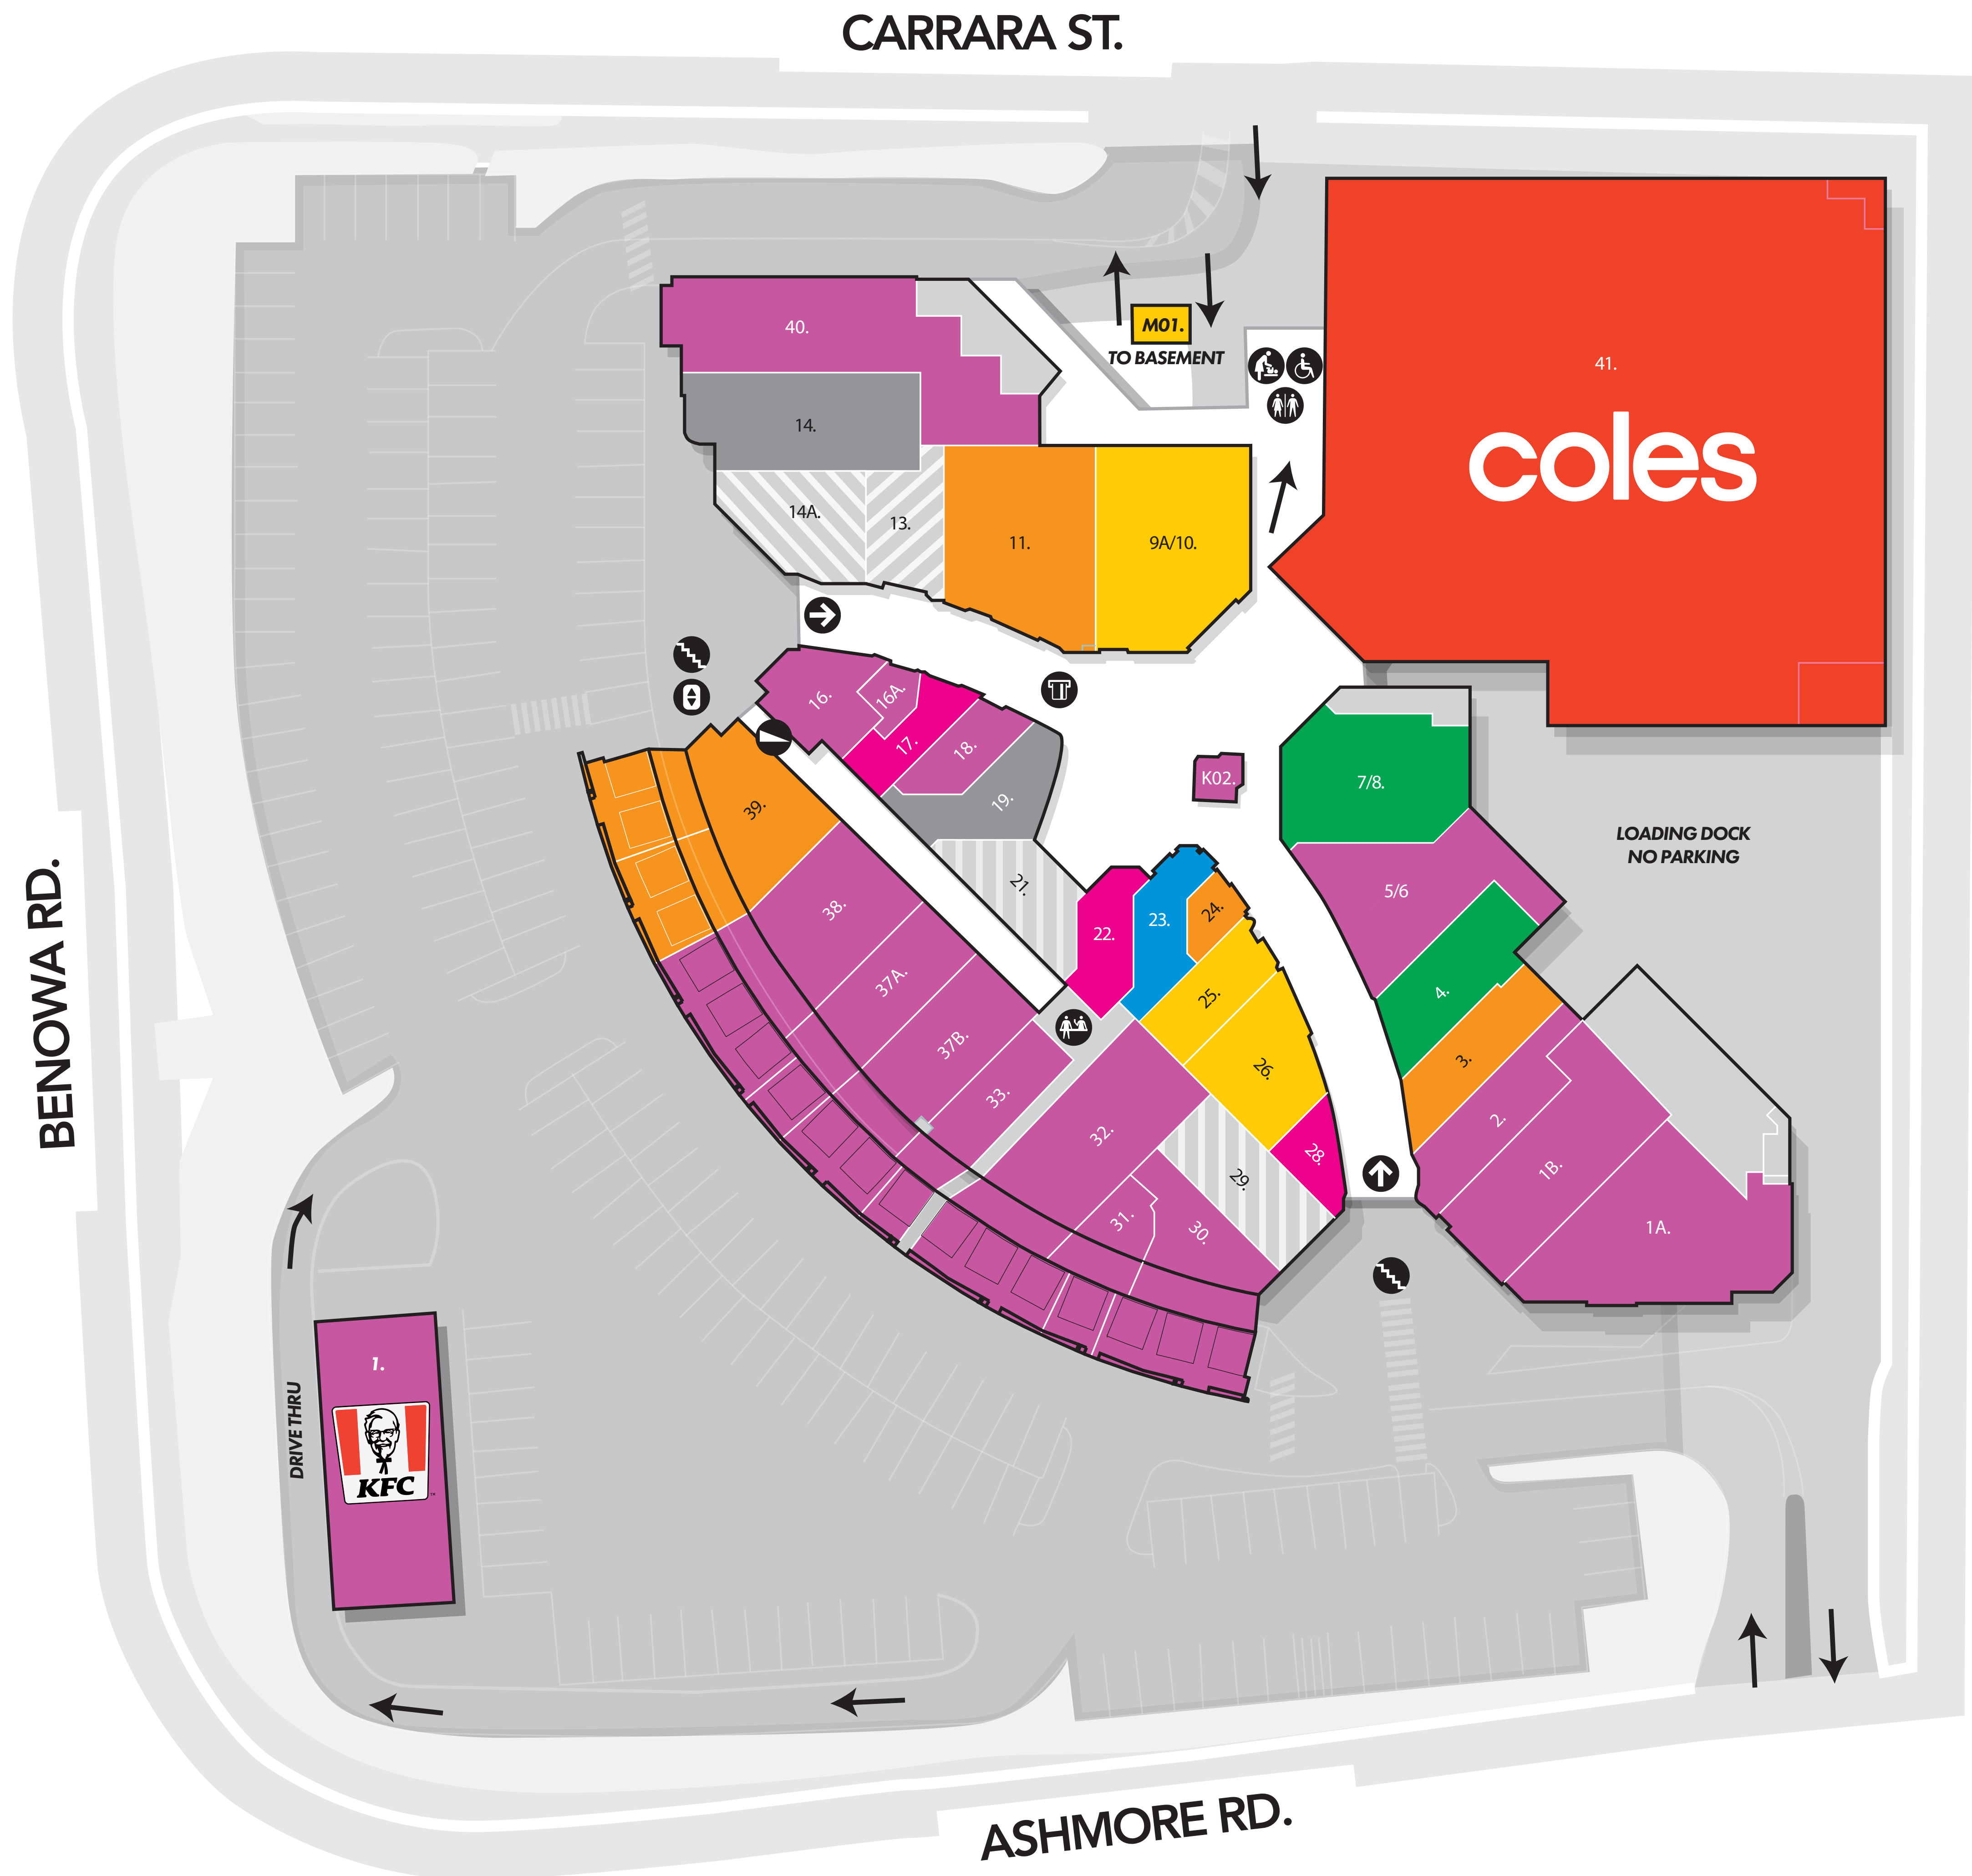 CARRARA ST.
M01.
TO BASEMENT
40.
14.
14A.
13.
11.
9A/10.
41.
coles
16.
16A.
17.
18.
19.
21.
K02.
7/8.
5/6
LOADING DOCK
NO PARKING
39.
38.
37A.
37B.
33.
22.
23.
24.
25.
26.
28.
29.
32.
31.
30.
4.
3.
2.
1B.
1A.
BENOWA RD.
DRIVE THRU
1.
KFC
ASHMORE RD.